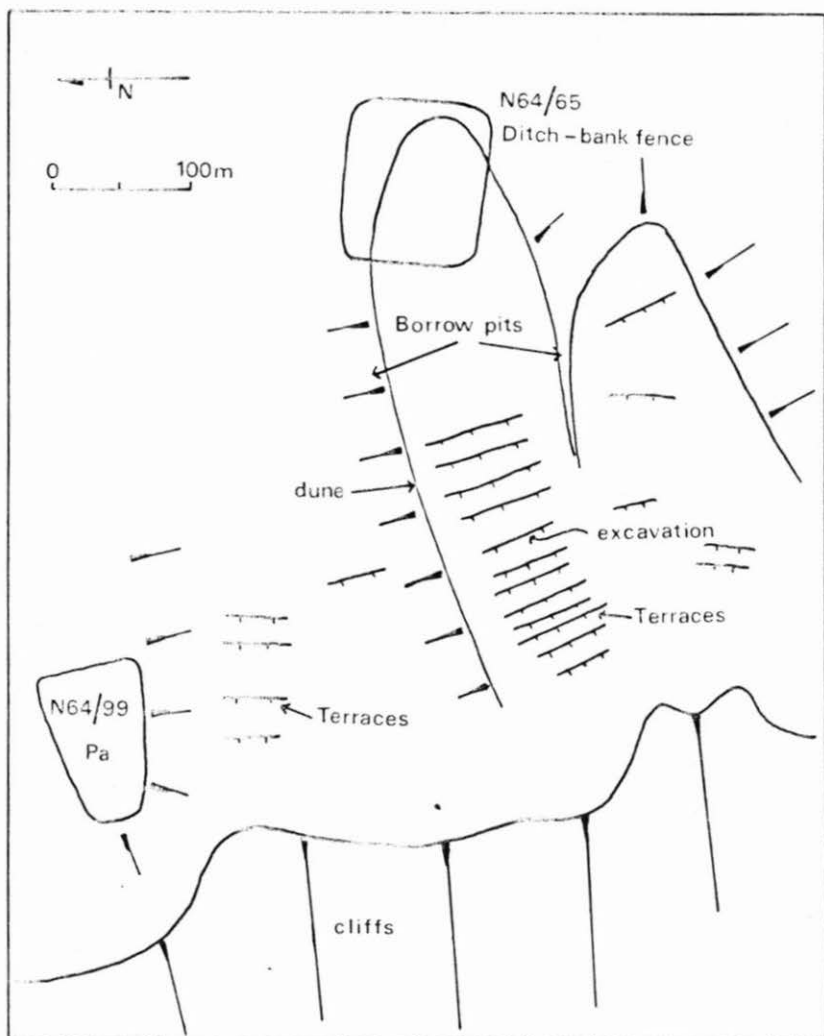 N
N64/65
Ditch-bank fence
0 100m
Borrow pits
dune
excavation
Terraces
N64/99
Pa
Terraces
cliffs